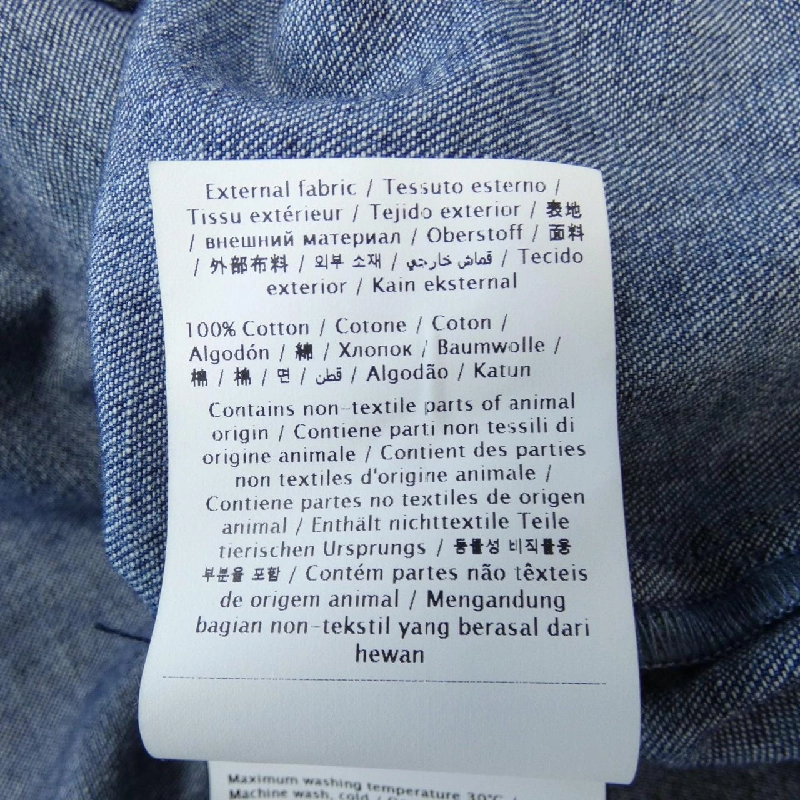 External fabric / Tessuto esterno /
Tissu extérieur / Tejido exterior / 表地
/ внешний материал / Oberstoff / 面料
/ 外部布料 / 외부 소재 / قماش خارجي / Tecido
exterior / Kain eksternal
100% Cotton / Cotone / Coton /
Algodón / 綿 / Хлопок / Baumwolle /
棉 / 棉 / 면 / قطن / Algodão / Katun
Contains non-textile parts of animal
origin / Contiene parti non tessili di
origine animale / Contient des parties
non textiles d'origine animale /
Contiene partes no textiles de origen
animal / Enthält nichttextile Teile
tierischen Ursprungs / 동물성 비직물용
부분을 포함 / Contém partes não têxteis
de origem animal / Mengandung
bagian non-tekstil yang berasal dari
hewan
Maximum washing temperature 30°C /
Machine wash, cold /